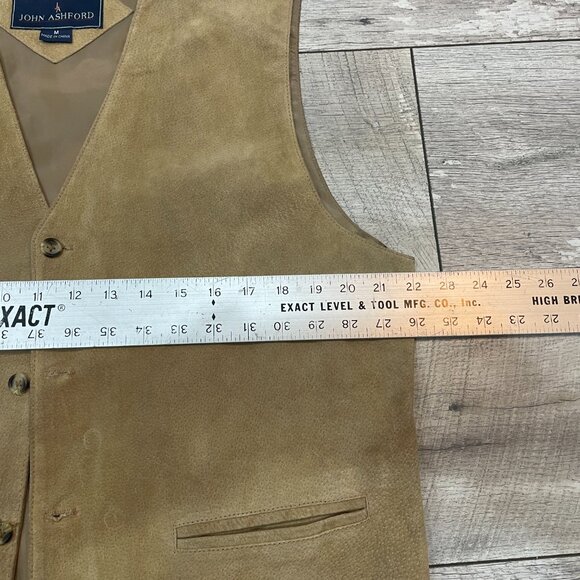 JOHN ASHFORD
M
MADE IN CHINA
0 11 12 13 14 15 16 17 18 19 20 21 22 23 24 25 26
EXACT LEVEL & TOOL MFG. CO., Inc.
HIGH BR
XACT®
37 36 35 34 33 32 31 30 29 28 27 26 25 24 23 22